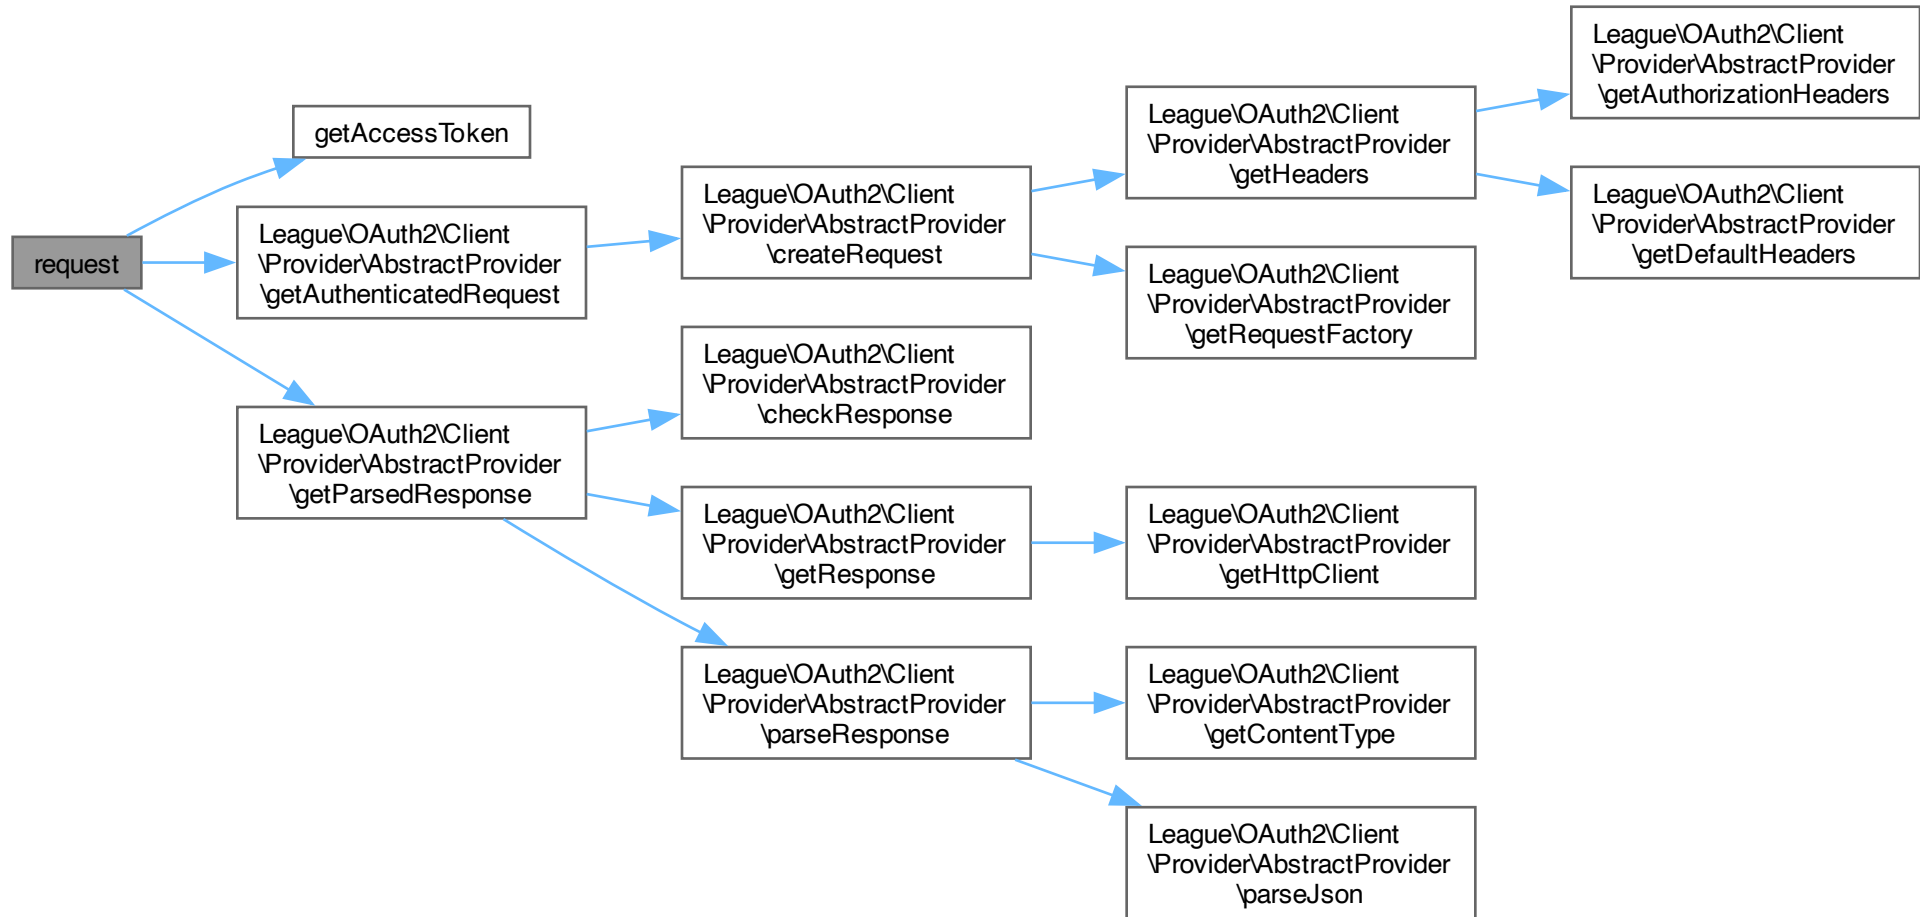 request
getAccessToken
League\OAuth2\Client
\Provider\AbstractProvider
\getAuthenticatedRequest
League\OAuth2\Client
\Provider\AbstractProvider
\getParsedResponse
League\OAuth2\Client
\Provider\AbstractProvider
\createRequest
League\OAuth2\Client
\Provider\AbstractProvider
\checkResponse
League\OAuth2\Client
\Provider\AbstractProvider
\getResponse
League\OAuth2\Client
\Provider\AbstractProvider
\parseResponse
League\OAuth2\Client
\Provider\AbstractProvider
\getHeaders
League\OAuth2\Client
\Provider\AbstractProvider
\getRequestFactory
League\OAuth2\Client
\Provider\AbstractProvider
\getHttpClient
League\OAuth2\Client
\Provider\AbstractProvider
\getContentType
League\OAuth2\Client
\Provider\AbstractProvider
\parseJson
League\OAuth2\Client
\Provider\AbstractProvider
\getAuthorizationHeaders
League\OAuth2\Client
\Provider\AbstractProvider
\getDefaultHeaders